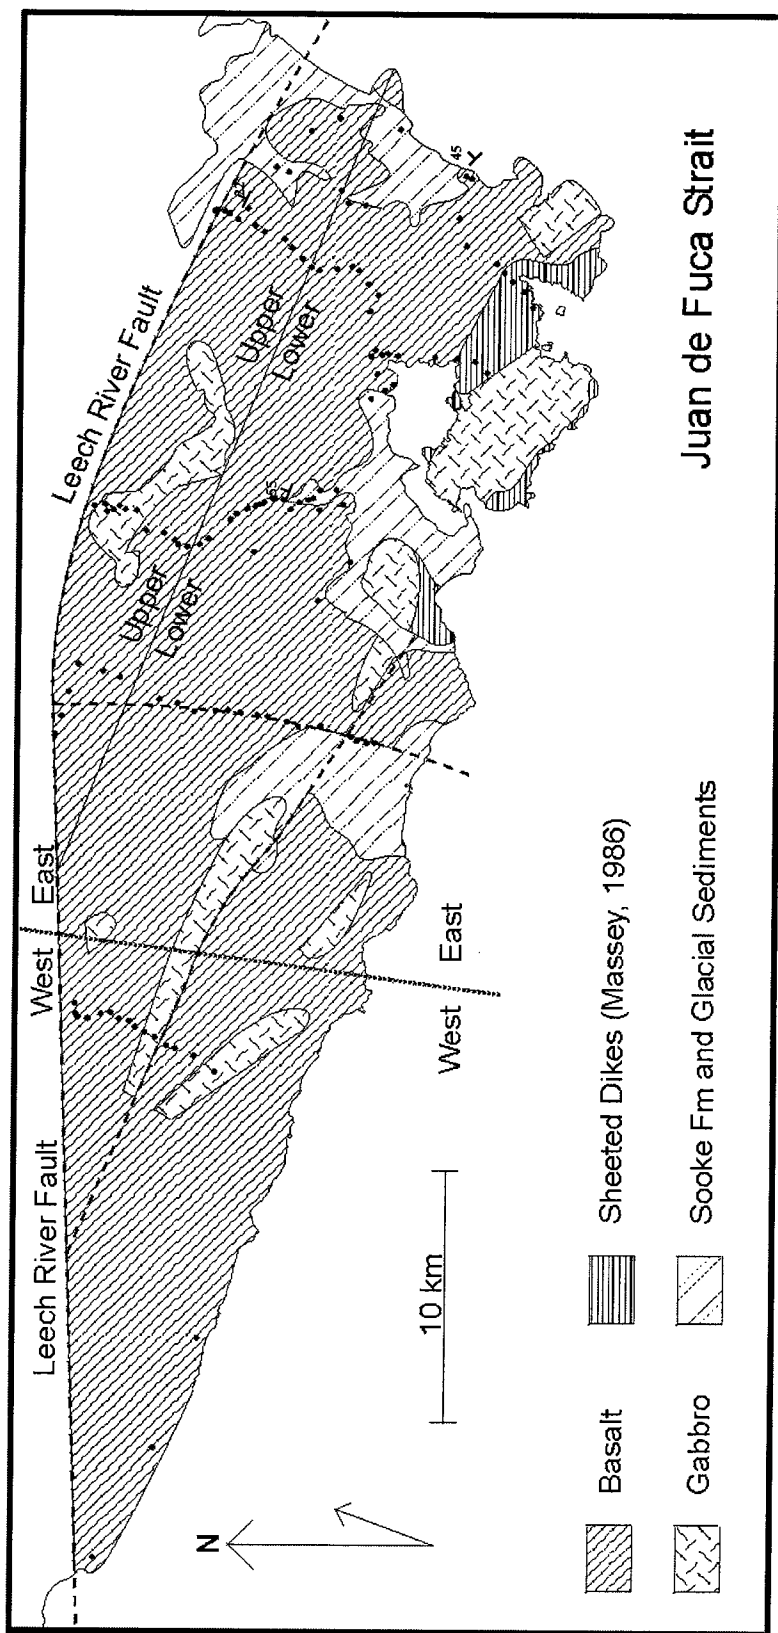 Leech River Fault
Leech River Fault
West
East
Upper
Lower
Upper
Lower
45
West
East
Juan de Fuca Strait
N
10 km
Basalt
Sheeted Dikes (Massey, 1986)
Gabbro
Sooke Fm and Glacial Sediments